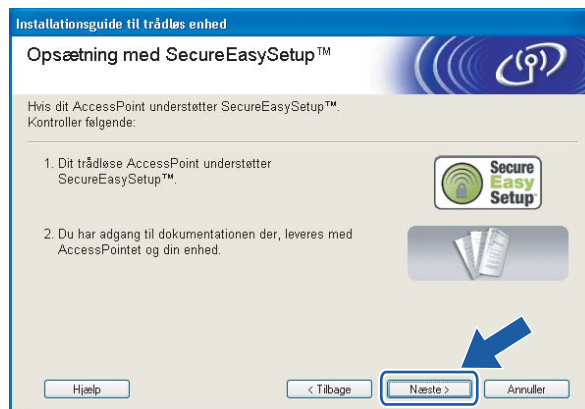 Installationsguide til trådløs enhed
Opsætning med SecureEasySetup™
Hvis dit AccessPoint understøtter SecureEasySetup™.
Kontroller følgende:
1. Dit trådløse AccessPoint understøtter
SecureEasySetup™.
Secure
Easy
Setup
2. Du har adgang til dokumentationen der, leveres med
AccessPointet og din enhed.
Hjælp
< Tilbage
Næste >
Annuller